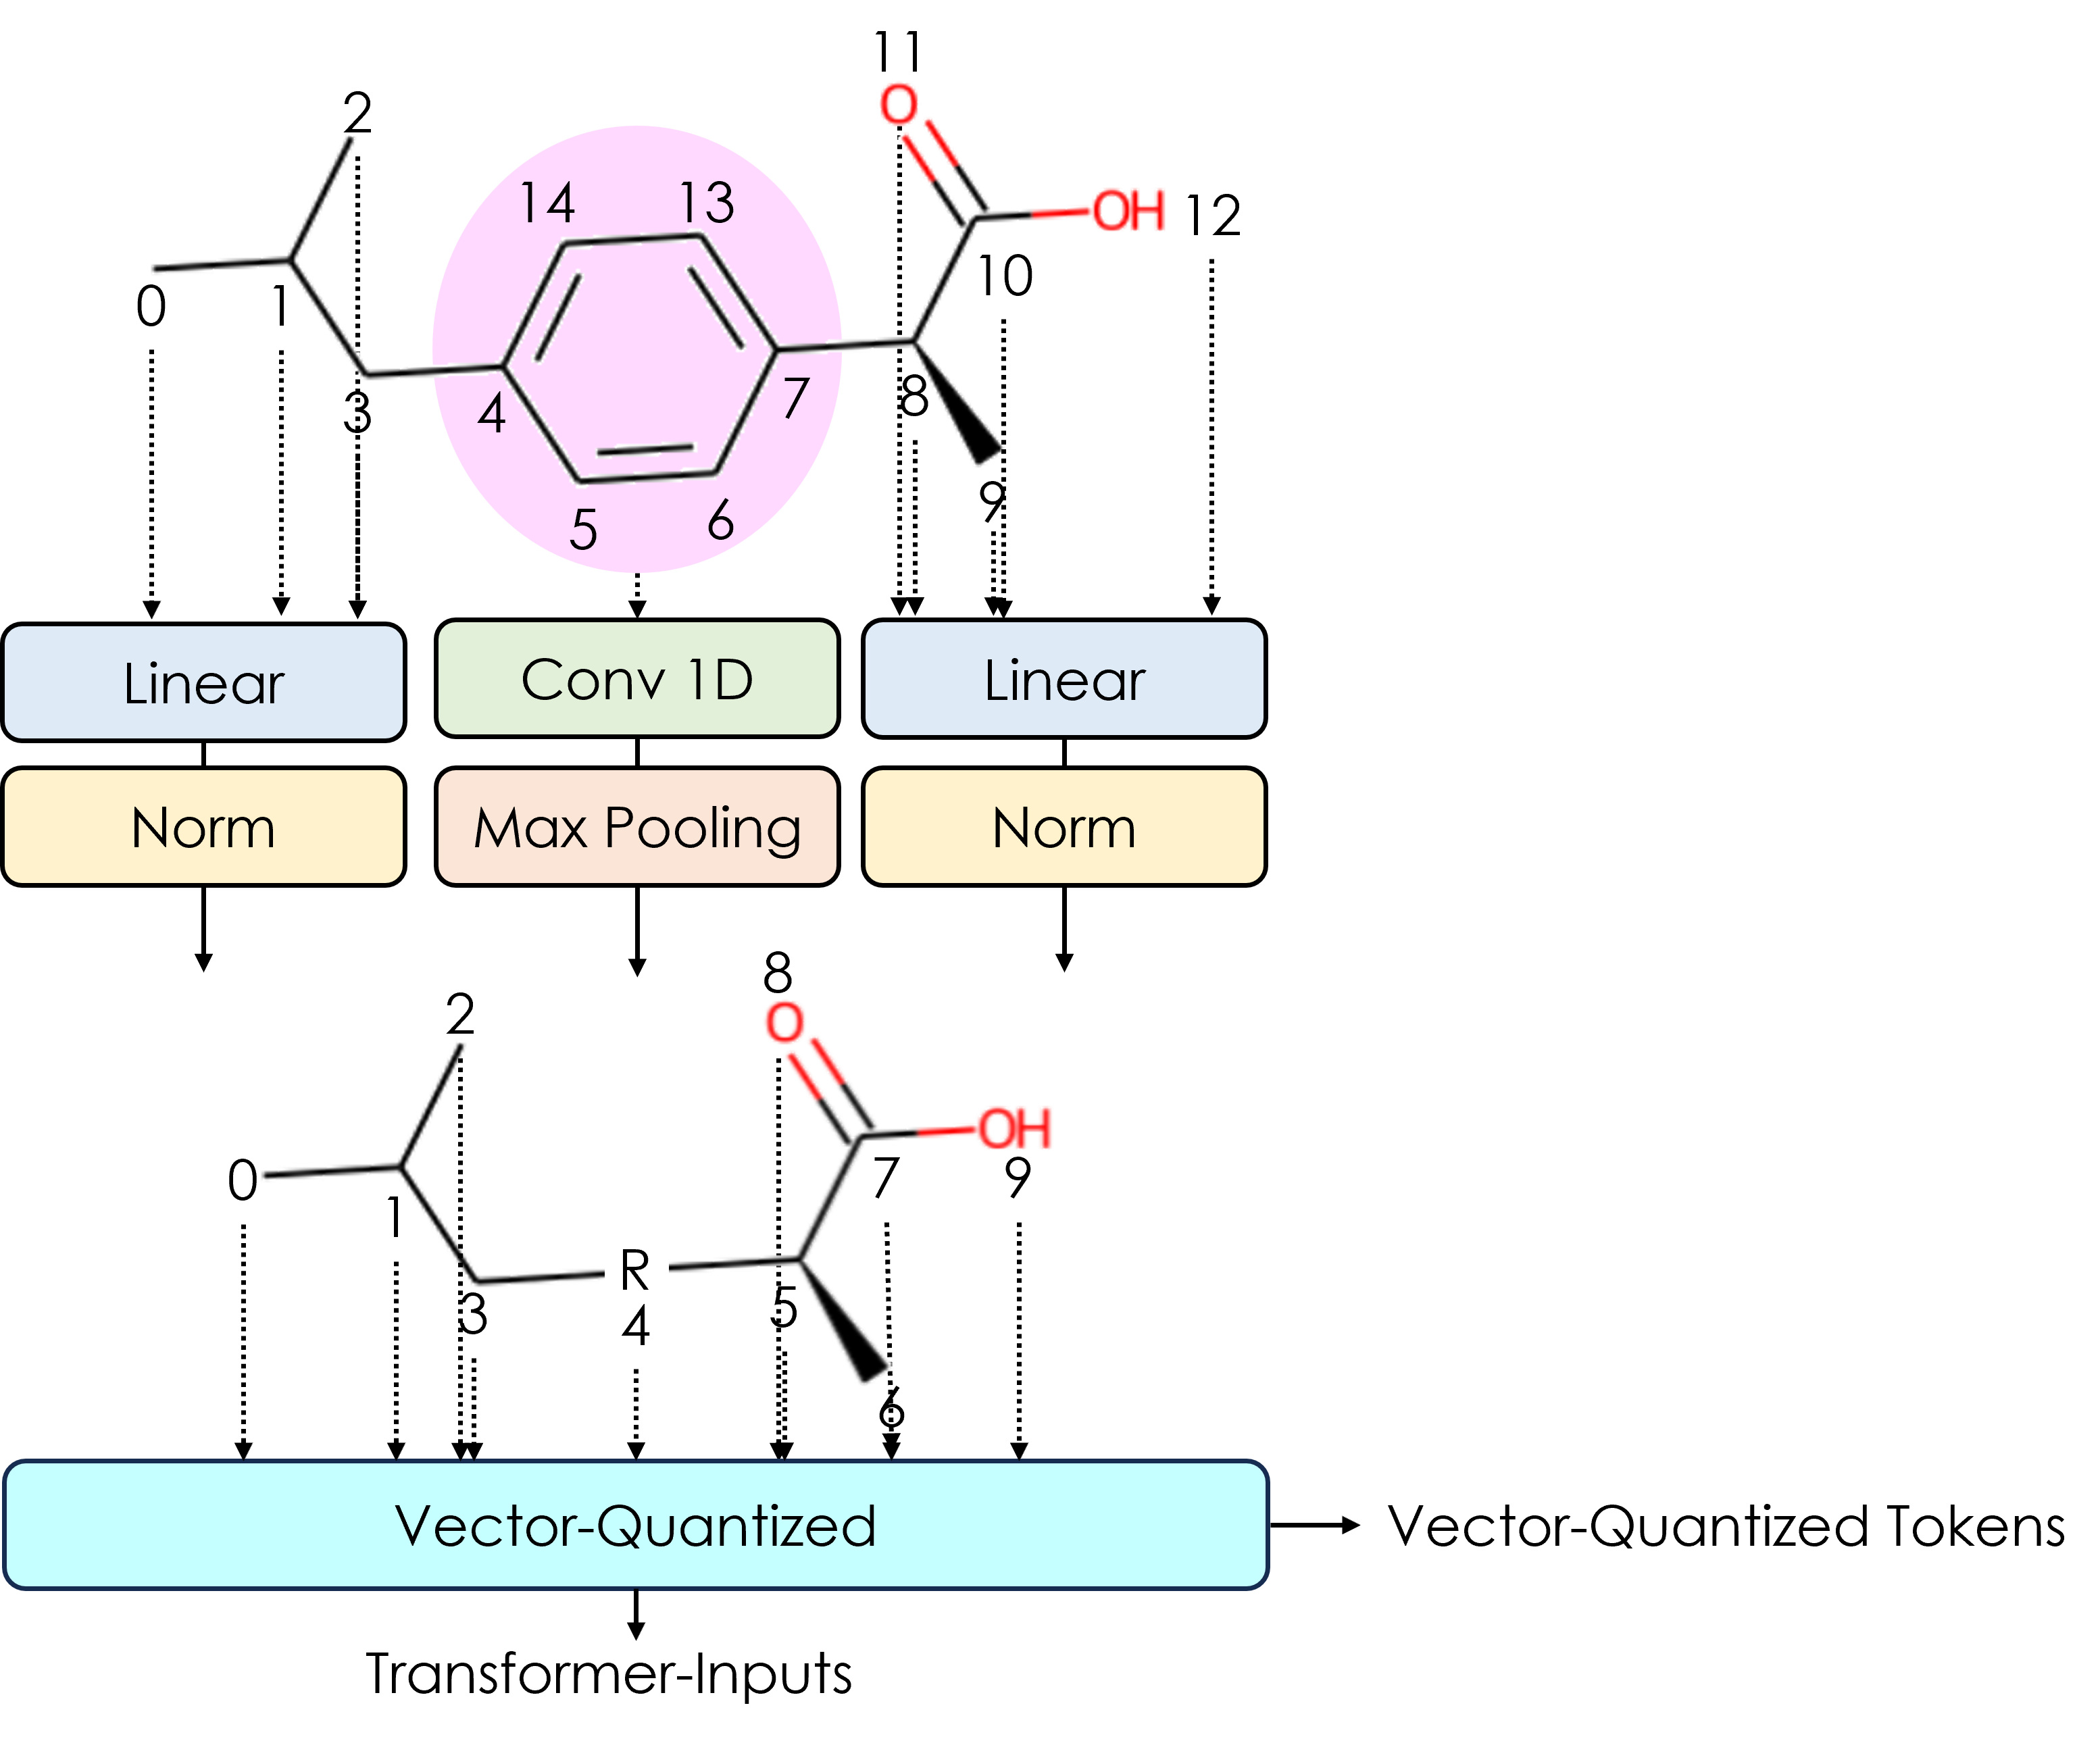 11
O
2
14 13
OH 12
10
0 1
3 4 7 8
9
5 6
Linear Conv 1D Linear
Norm Max Pooling Norm
8
2 O
OH
0 7 9
1
R
3 4 5
6
Vector-Quantized Vector-Quantized Tokens
Transformer-Inputs